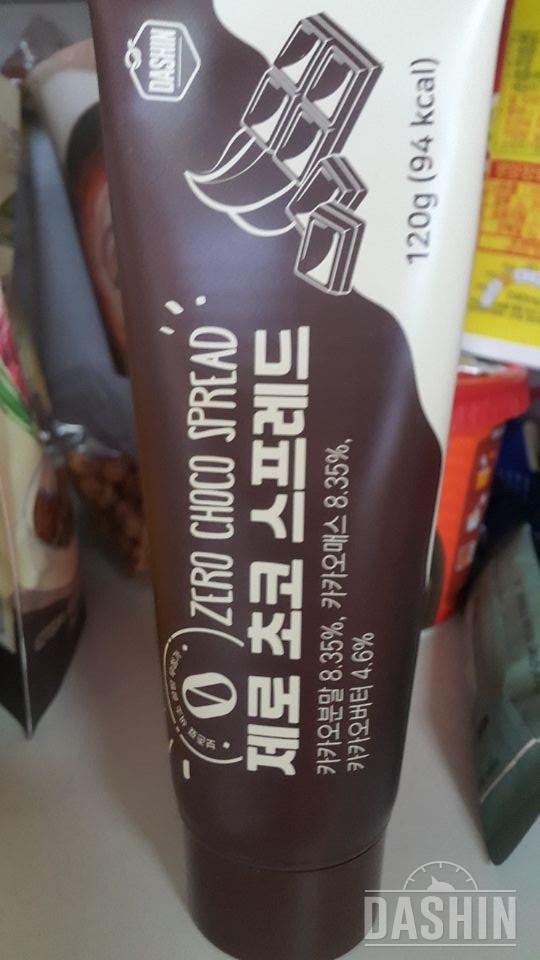 DASHIN
120g (94 kcal)
ZERO CHOCO SPREAD
0
제로 초코 스프레드
카카오분말 8.35%, 카카오매스 8.35%,
카카오버터 4.6%
DASHIN